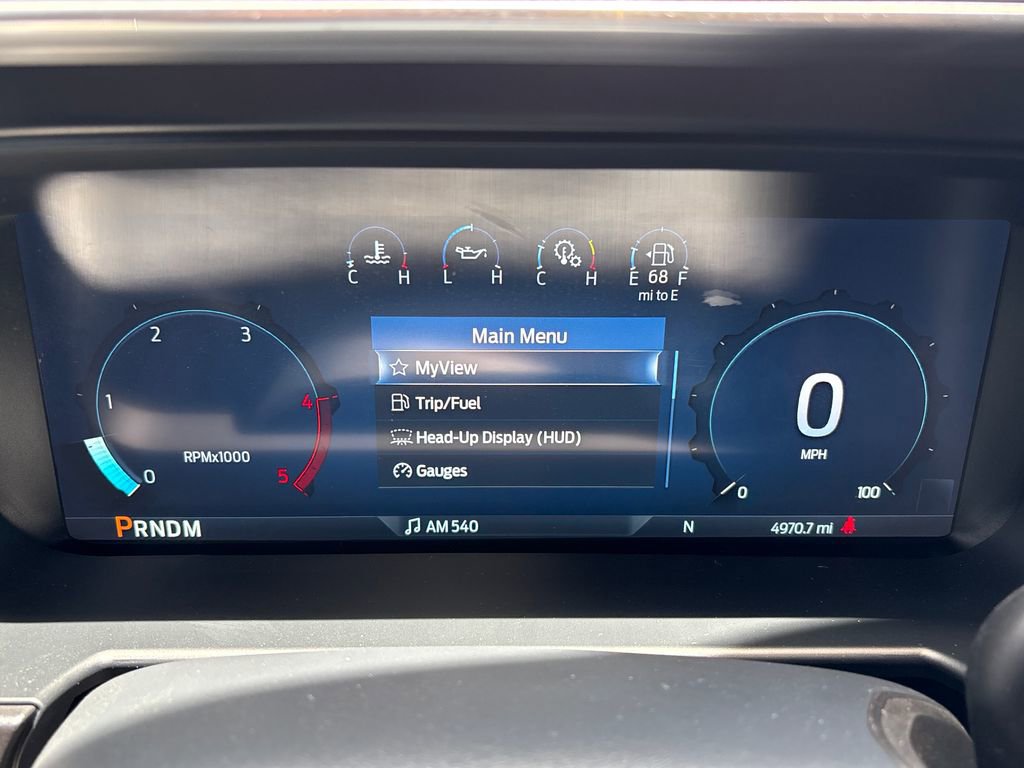 C H
L H
C H
E 68 F
mi to E
Main Menu
MyView
Trip/Fuel
Head-Up Display (HUD)
Gauges
0
1
2
3
4
5
RPMx1000
0
MPH
0
100
PRNDM
AM 540
N
4970.7 mi